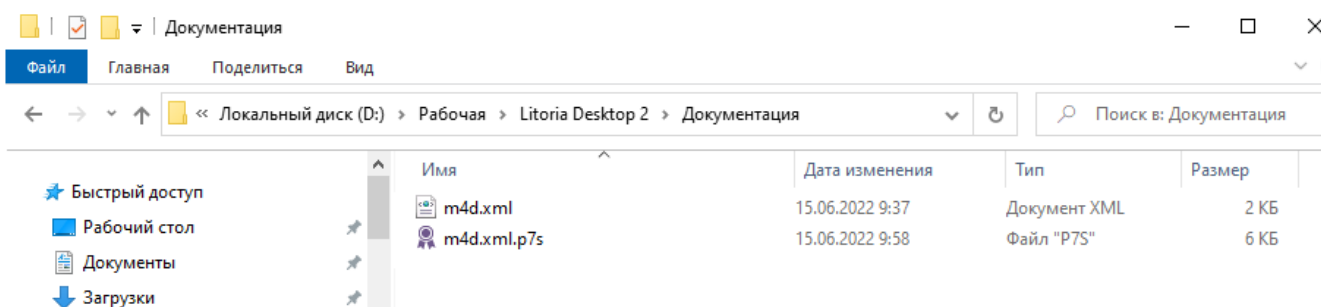 Документация
Файл Главная Поделиться Вид
« Локальный диск (D:) › Рабочая › Litoria Desktop 2 › Документация Поиск в: Документация
Имя Дата изменения Тип Размер
Быстрый доступ
Рабочий стол
Документы
Загрузки
m4d.xml 15.06.2022 9:37 Документ XML 2 КБ
m4d.xml.p7s 15.06.2022 9:58 Файл "P7S" 6 КБ